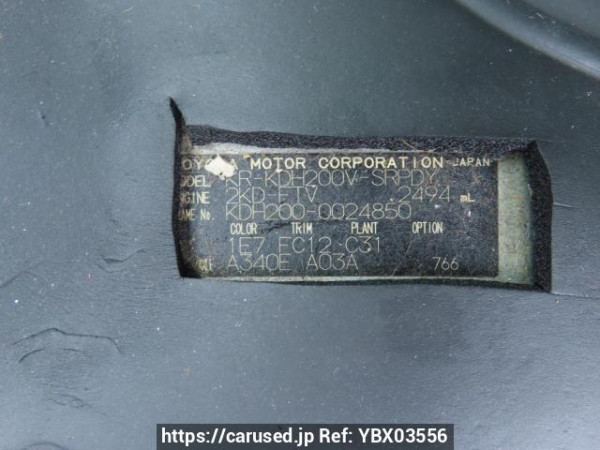 MOTOR CORPORATION JAPAN
KR-KDH200V-SRPDY
2KD-FTV 2494 mL
No. KDH200-0024850
COLOR TRIM PLANT OPTION
1E7 FC12 C31
A340E A03A 766
https://carused.jp Ref: YBX03556